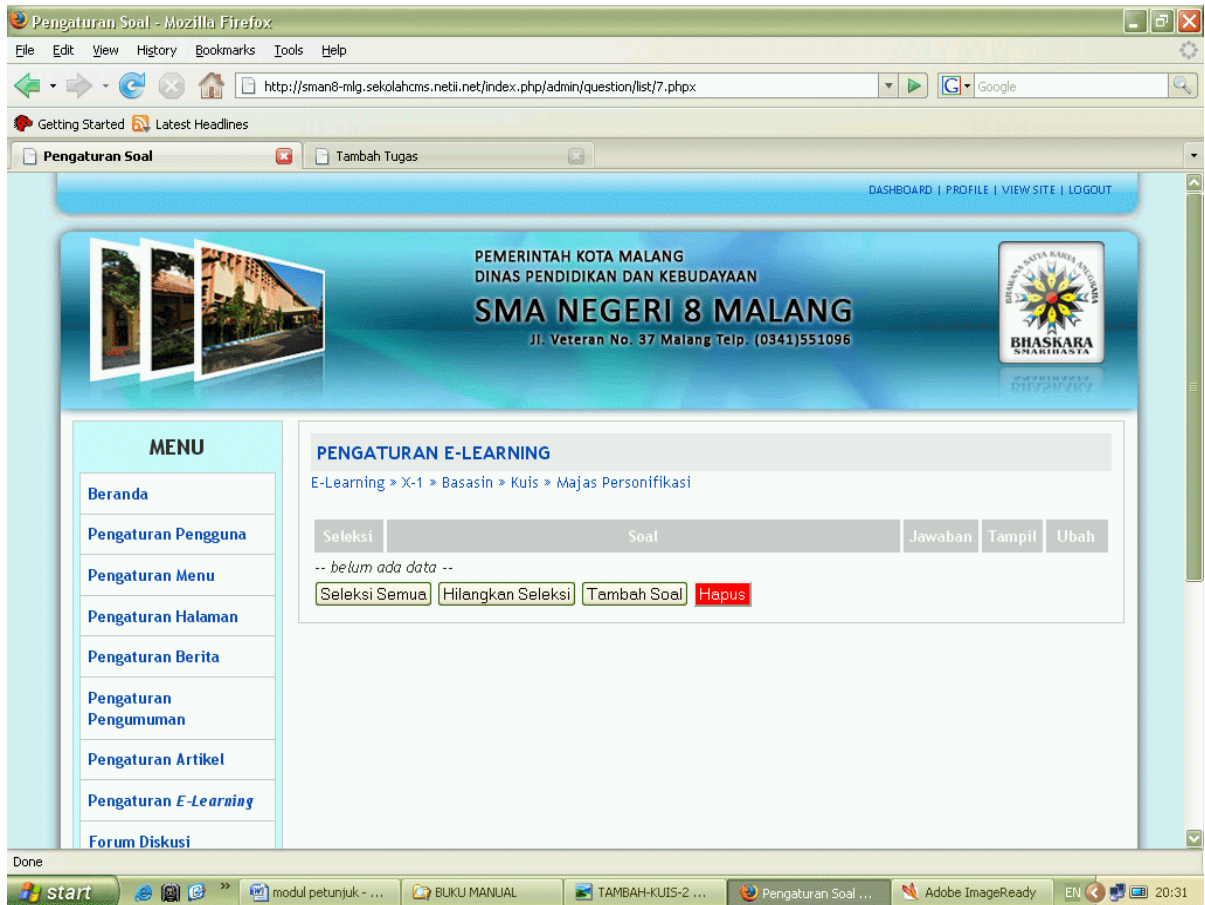 Pengaturan Soal - Mozilla Firefox
File Edit View History Bookmarks Tools Help
http://sman8-mlg.sekolahcms.netii.net/index.php/admin/question/list/7.phpx
G Google
Getting Started Latest Headlines
Pengaturan Soal Tambah Tugas
DASHBOARD | PROFILE | VIEW SITE | LOGOUT
PEMERINTAH KOTA MALANG
DINAS PENDIDIKAN DAN KEBUDAYAAN
SMA NEGERI 8 MALANG
Jl. Veteran No. 37 Malang Telp. (0341)551096
BHAKARA SATYA KARYA ANUGRAHA
BHASKARA
SMARIHASTA
MENU
Beranda
Pengaturan Pengguna
Pengaturan Menu
Pengaturan Halaman
Pengaturan Berita
Pengaturan
Pengumuman
Pengaturan Artikel
Pengaturan E-Learning
Forum Diskusi
PENGATURAN E-LEARNING
E-Learning » X-1 » Basasin » Kuis » Majas Personifikasi
Seleksi Soal Jawaban Tampil Ubah
-- belum ada data --
Seleksi Semua Hilangkan Seleksi Tambah Soal Hapus
Done
start » modul petunjuk - ... BUKU MANUAL TAMBAH-KUIS-2 ... Pengaturan Soal ... Adobe ImageReady EN 20:31